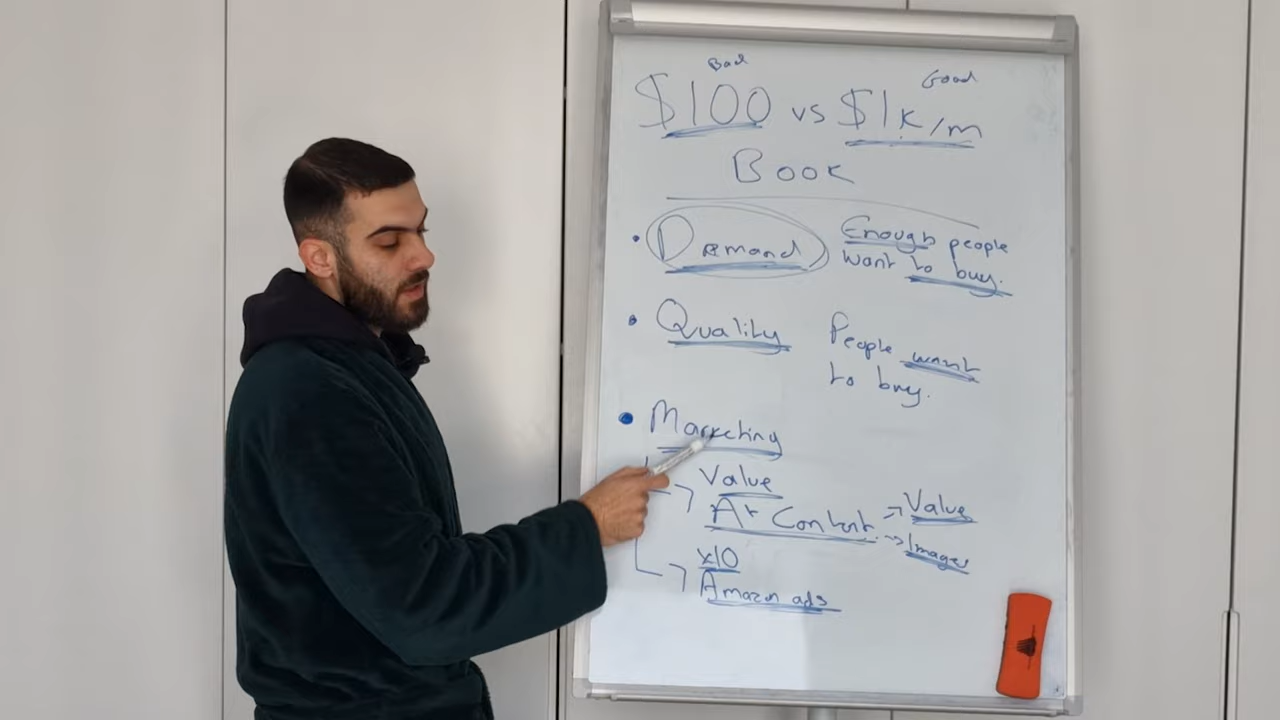 Bad
Good
$100 vs $1k/m
Book
• Demand
Enough people
want to buy.
• Quality
People want
to buy.
• Marketing
Value
A+ Content → Value
→ Images
x10
Amazon ads